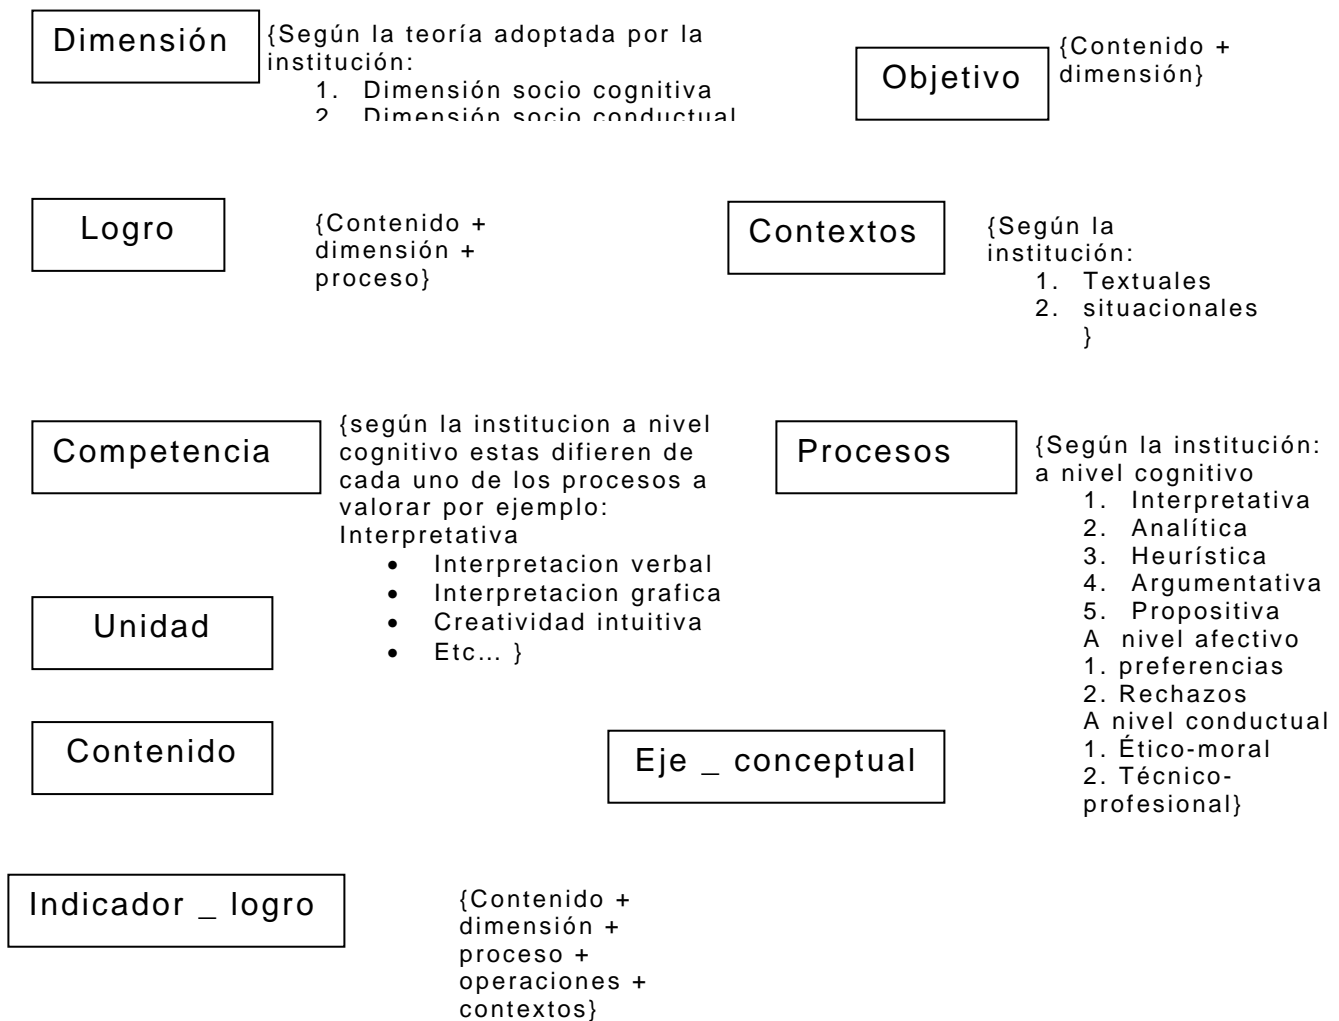 Dimensión
{Según la teoría adoptada por la
institución:
1. Dimensión socio cognitiva
2. Dimensión socio conductual
Objetivo
{Contenido +
dimensión}
Logro
{Contenido +
dimensión +
proceso}
Contextos
{Según la
institución:
1. Textuales
2. situacionales
}
Competencia
{según la institucion a nivel
cognitivo estas difieren de
cada uno de los procesos a
valorar por ejemplo:
Interpretativa
• Interpretacion verbal
• Interpretacion grafica
• Creatividad intuitiva
• Etc… }
Procesos
{Según la institución:
a nivel cognitivo
1. Interpretativa
2. Analítica
3. Heurística
4. Argumentativa
5. Propositiva
A nivel afectivo
1. preferencias
2. Rechazos
A nivel conductual
1. Ético-moral
2. Técnico-
profesional}
Unidad
Contenido
Eje _ conceptual
Indicador _ logro
{Contenido +
dimensión +
proceso +
operaciones +
contextos}